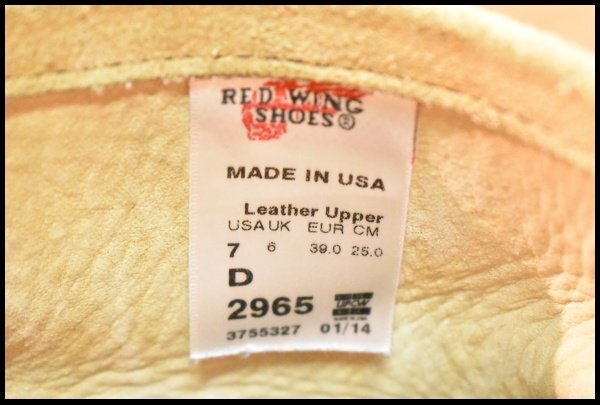 RED WING
SHOES®
MADE IN USA
Leather Upper
USA UK EUR CM
7 6 39.0 25.0
D
2965 UFCW
3755327 01/14